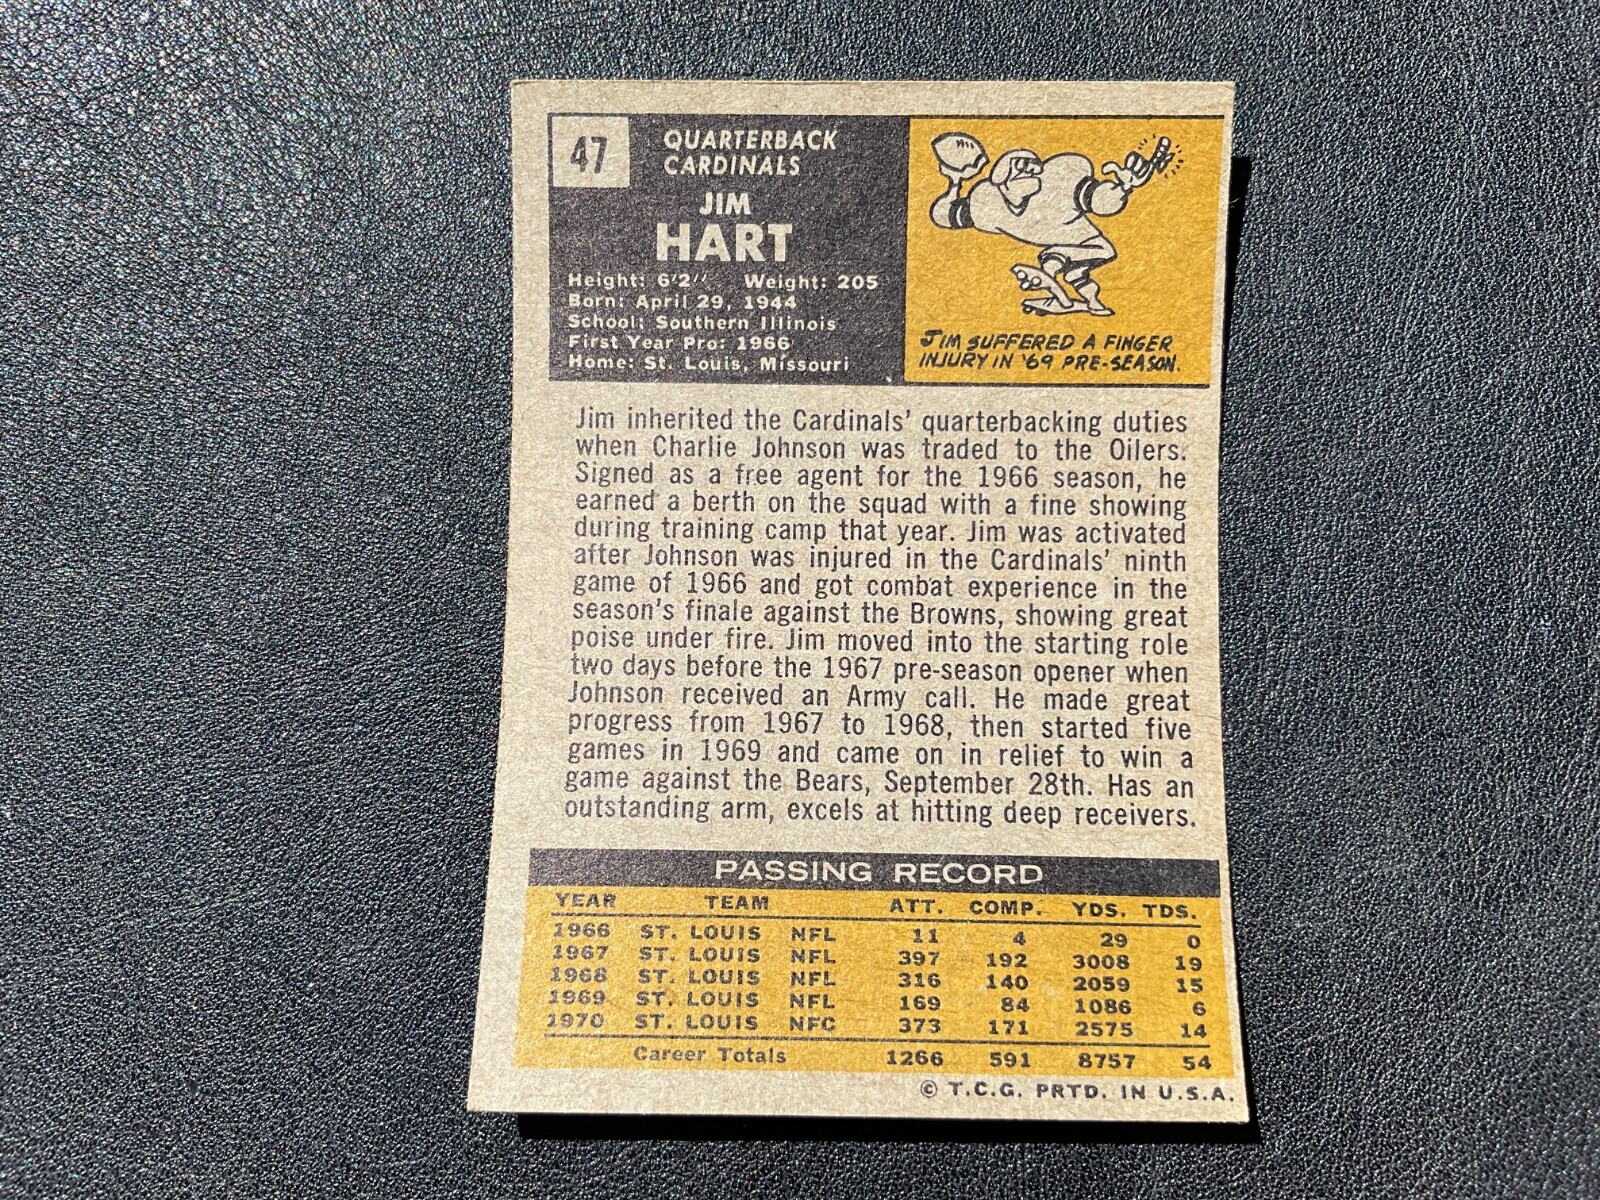 47
QUARTERBACK
CARDINALS
JIM
HART
Height: 6'2'' Weight: 205
Born: April 29, 1944
School: Southern Illinois
First Year Pro: 1966
Home: St. Louis, Missouri
JIM SUFFERED A FINGER
INJURY IN '69 PRE-SEASON.
Jim inherited the Cardinals' quarterbacking duties
when Charlie Johnson was traded to the Oilers.
Signed as a free agent for the 1966 season, he
earned a berth on the squad with a fine showing
during training camp that year. Jim was activated
after Johnson was injured in the Cardinals' ninth
game of 1966 and got combat experience in the
season's finale against the Browns, showing great
poise under fire. Jim moved into the starting role
two days before the 1967 pre-season opener when
Johnson received an Army call. He made great
progress from 1967 to 1968, then started five
games in 1969 and came on in relief to win a
game against the Bears, September 28th. Has an
outstanding arm, excels at hitting deep receivers.
PASSING RECORD
YEAR TEAM ATT. COMP. YDS. TDS.
1966 ST. LOUIS NFL 11 4 29 0
1967 ST. LOUIS NFL 397 192 3008 19
1968 ST. LOUIS NFL 316 140 2059 15
1969 ST. LOUIS NFL 169 84 1086 6
1970 ST. LOUIS NFC 373 171 2575 14
Career Totals 1266 591 8757 54
© T.C.G. PRTD. IN U.S.A.